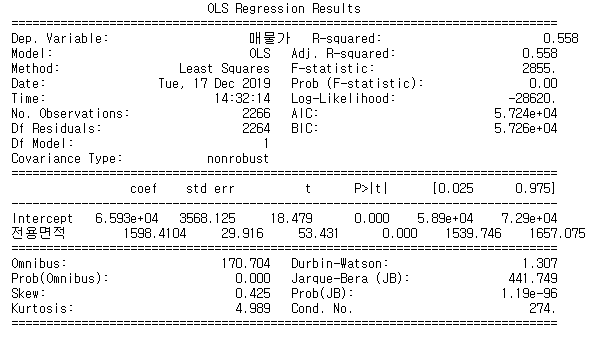 OLS Regression Results
==============================================================================
Dep. Variable: 매물가 R-squared: 0.558
Model: OLS Adj. R-squared: 0.558
Method: Least Squares F-statistic: 2855.
Date: Tue, 17 Dec 2019 Prob (F-statistic): 0.00
Time: 14:32:14 Log-Likelihood: -28620.
No. Observations: 2266 AIC: 5.724e+04
Df Residuals: 2264 BIC: 5.726e+04
Df Model: 1
Covariance Type: nonrobust
==============================================================================
coef std err t P>|t| [0.025 0.975]
------------------------------------------------------------------------------
Intercept 6.593e+04 3568.125 18.479 0.000 5.89e+04 7.29e+04
전용면적 1598.4104 29.916 53.431 0.000 1539.746 1657.075
==============================================================================
Omnibus: 170.704 Durbin-Watson: 1.307
Prob(Omnibus): 0.000 Jarque-Bera (JB): 441.749
Skew: 0.425 Prob(JB): 1.19e-96
Kurtosis: 4.989 Cond. No. 274.
==============================================================================